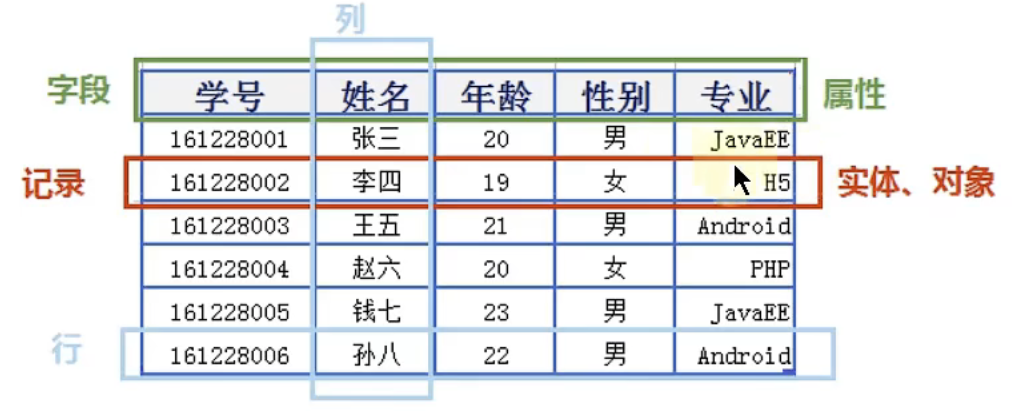 列
字段 学号 姓名 年龄 性别 专业 属性
161228001 张三 20 男 JavaEE
记录 161228002 李四 19 女 H5 实体、对象
161228003 王五 21 男 Android
161228004 赵六 20 女 PHP
161228005 钱七 23 男 JavaEE
行 161228006 孙八 22 男 Android